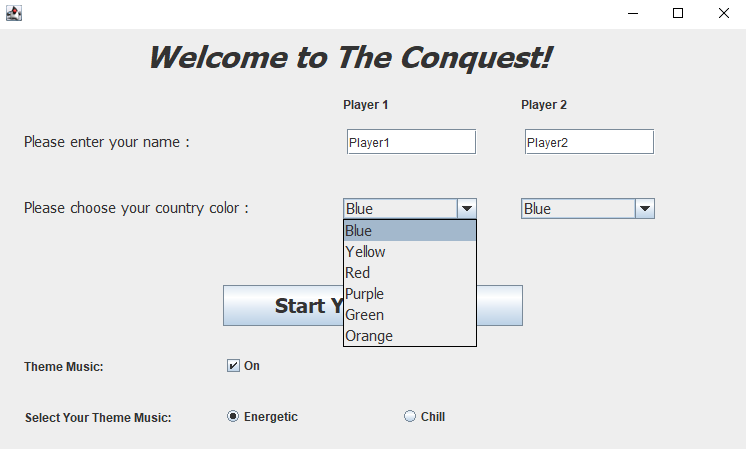 Welcome to The Conquest!
Player 1 Player 2
Please enter your name : Player1 Player2
Please choose your country color : Blue Blue
Blue
Yellow
Red
Purple
Green
Orange
Start
Theme Music: On
Select Your Theme Music: Energetic Chill